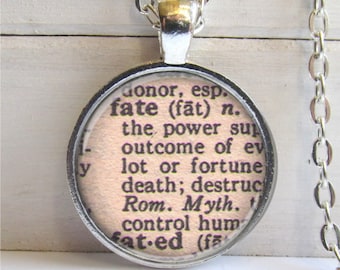 donor, esp.
fate (fāt) n.
the power sup
outcome of ev
y lot or fortune
death; destruc
Rom. Myth. t
control hum
fat·ed (fā